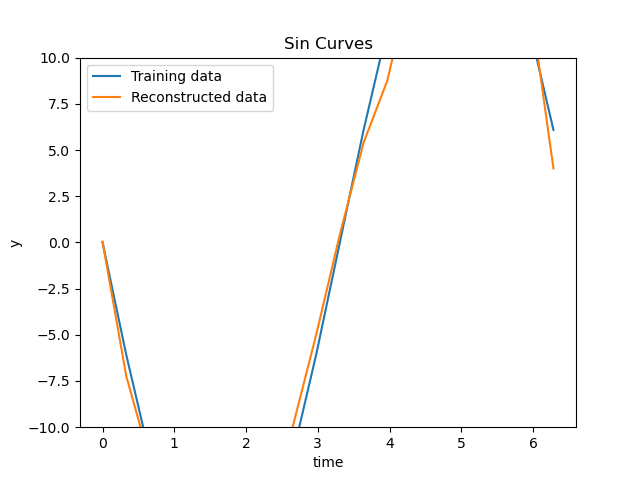 Sin Curves
Training data
Reconstructed data
10.0
7.5
5.0
2.5
0.0
−2.5
−5.0
−7.5
−10.0
y
0 1 2 3 4 5 6
time